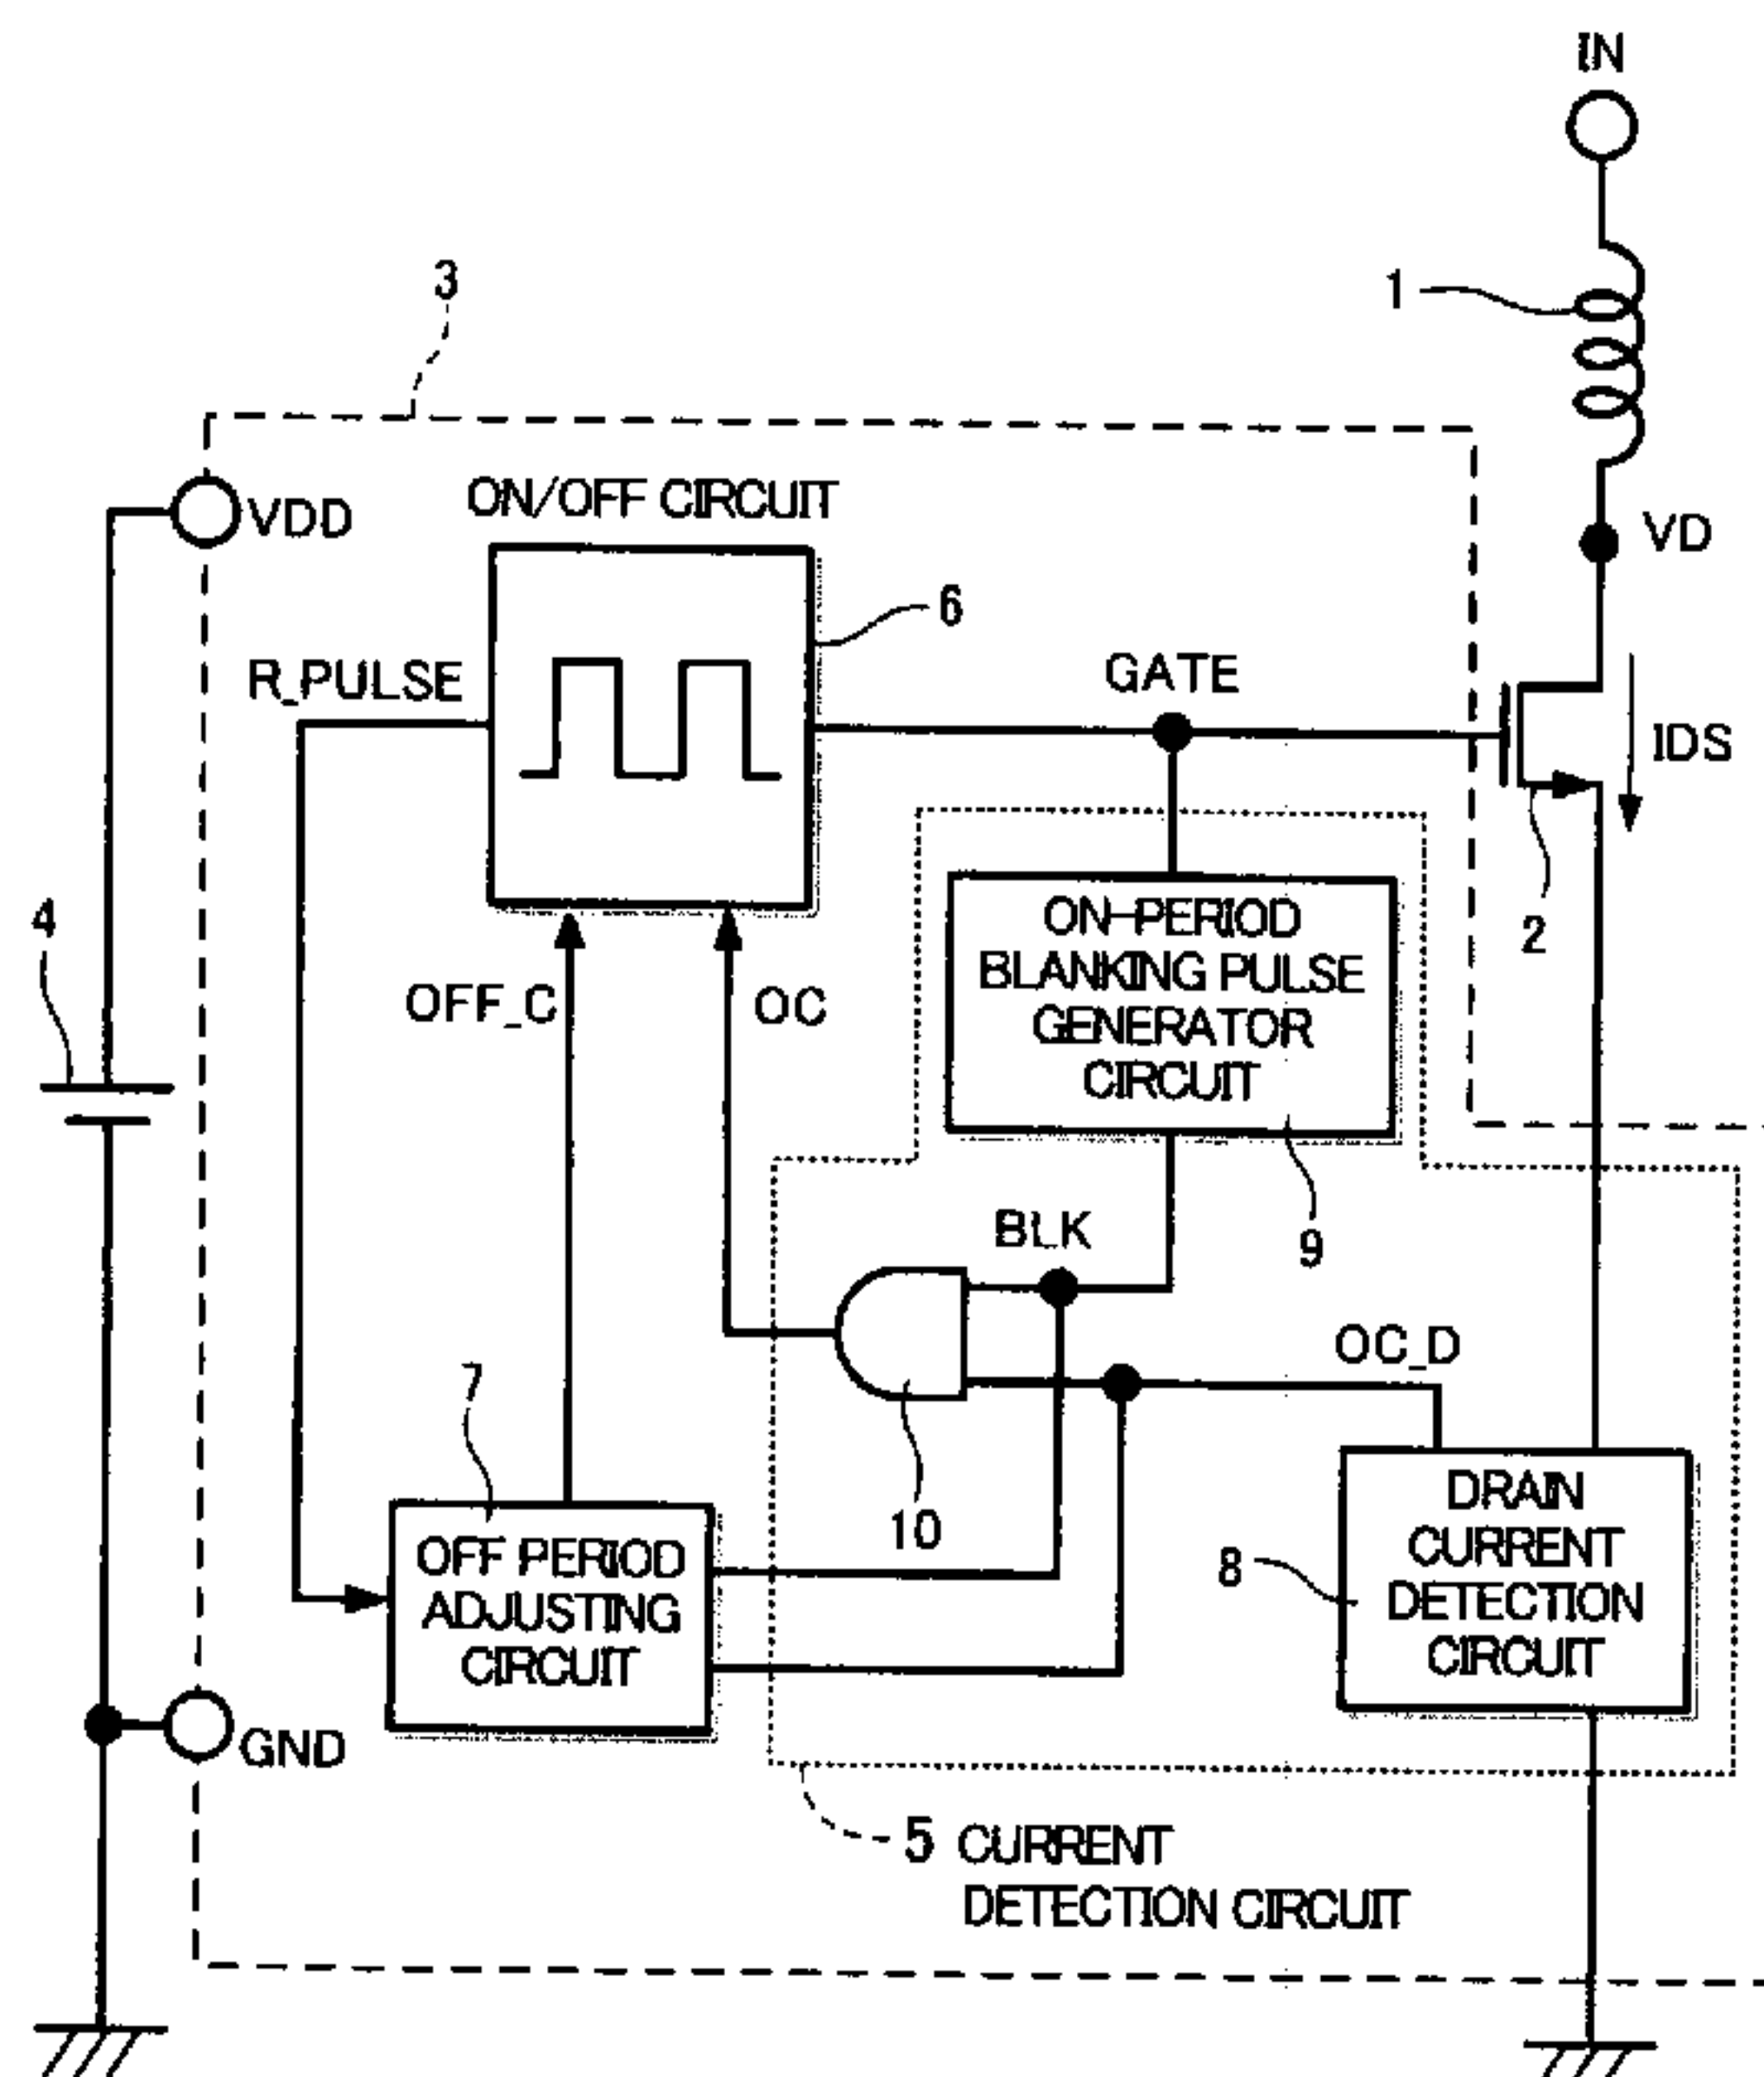 IN
1
3
VDD
ON/OFF CIRCUIT
VD
6
R_PULSE
GATE
IDS
4
ON-PERIOD
BLANKING PULSE
GENERATOR
CIRCUIT
2
OFF_C
OC
BLK
9
OC_D
7
10
DRAIN
CURRENT
DETECTION
CIRCUIT
8
OFF PERIOD
ADJUSTING
CIRCUIT
GND
5 CURRENT
DETECTION CIRCUIT